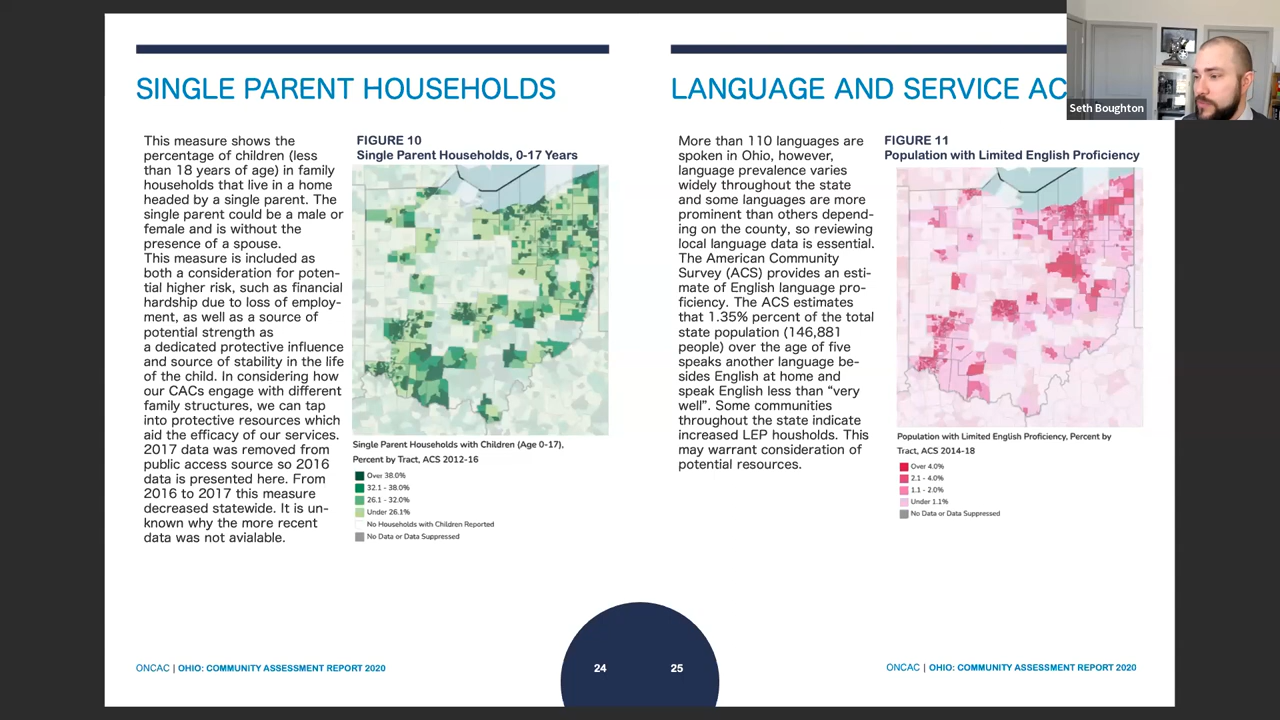 SINGLE PARENT HOUSEHOLDS
This measure shows the
percentage of children (less
than 18 years of age) in family
households that live in a home
headed by a single parent. The
single parent could be a male or
female and is without the
presence of a spouse.
This measure is included as
both a consideration for poten-
tial higher risk, such as financial
hardship due to loss of employ-
ment, as well as a source of
potential strength as
a dedicated protective influence
and source of stability in the life
of the child. In considering how
our CACs engage with different
family structures, we can tap
into protective resources which
aid the efficacy of our services.
2017 data was removed from
public access source so 2016
data is presented here. From
2016 to 2017 this measure
decreased statewide. It is un-
known why the more recent
data was not avialable.
FIGURE 10
Single Parent Households, 0-17 Years
Single Parent Households with Children (Age 0-17),
Percent by Tract, ACS 2012-16
Over 38.0%
32.1 - 38.0%
26.1 - 32.0%
Under 26.1%
No Households with Children Reported
No Data or Data Suppressed
ONCAC | OHIO: COMMUNITY ASSESSMENT REPORT 2020
24
LANGUAGE AND SERVICE AC
More than 110 languages are
spoken in Ohio, however,
language prevalence varies
widely throughout the state
and some languages are more
prominent than others depend-
ing on the county, so reviewing
local language data is essential.
The American Community
Survey (ACS) provides an esti-
mate of English language pro-
ficiency. The ACS estimates
that 1.35% percent of the total
state population (146,881
people) over the age of five
speaks another language be-
sides English at home and
speak English less than “very
well”. Some communities
throughout the state indicate
increased LEP housholds. This
may warrant consideration of
potential resources.
FIGURE 11
Population with Limited English Proficiency
Population with Limited English Proficiency, Percent by
Tract, ACS 2014-18
Over 4.0%
2.1 - 4.0%
1.1 - 2.0%
Under 1.1%
No Data or Data Suppressed
25
ONCAC | OHIO: COMMUNITY ASSESSMENT REPORT 2020
Seth Boughton